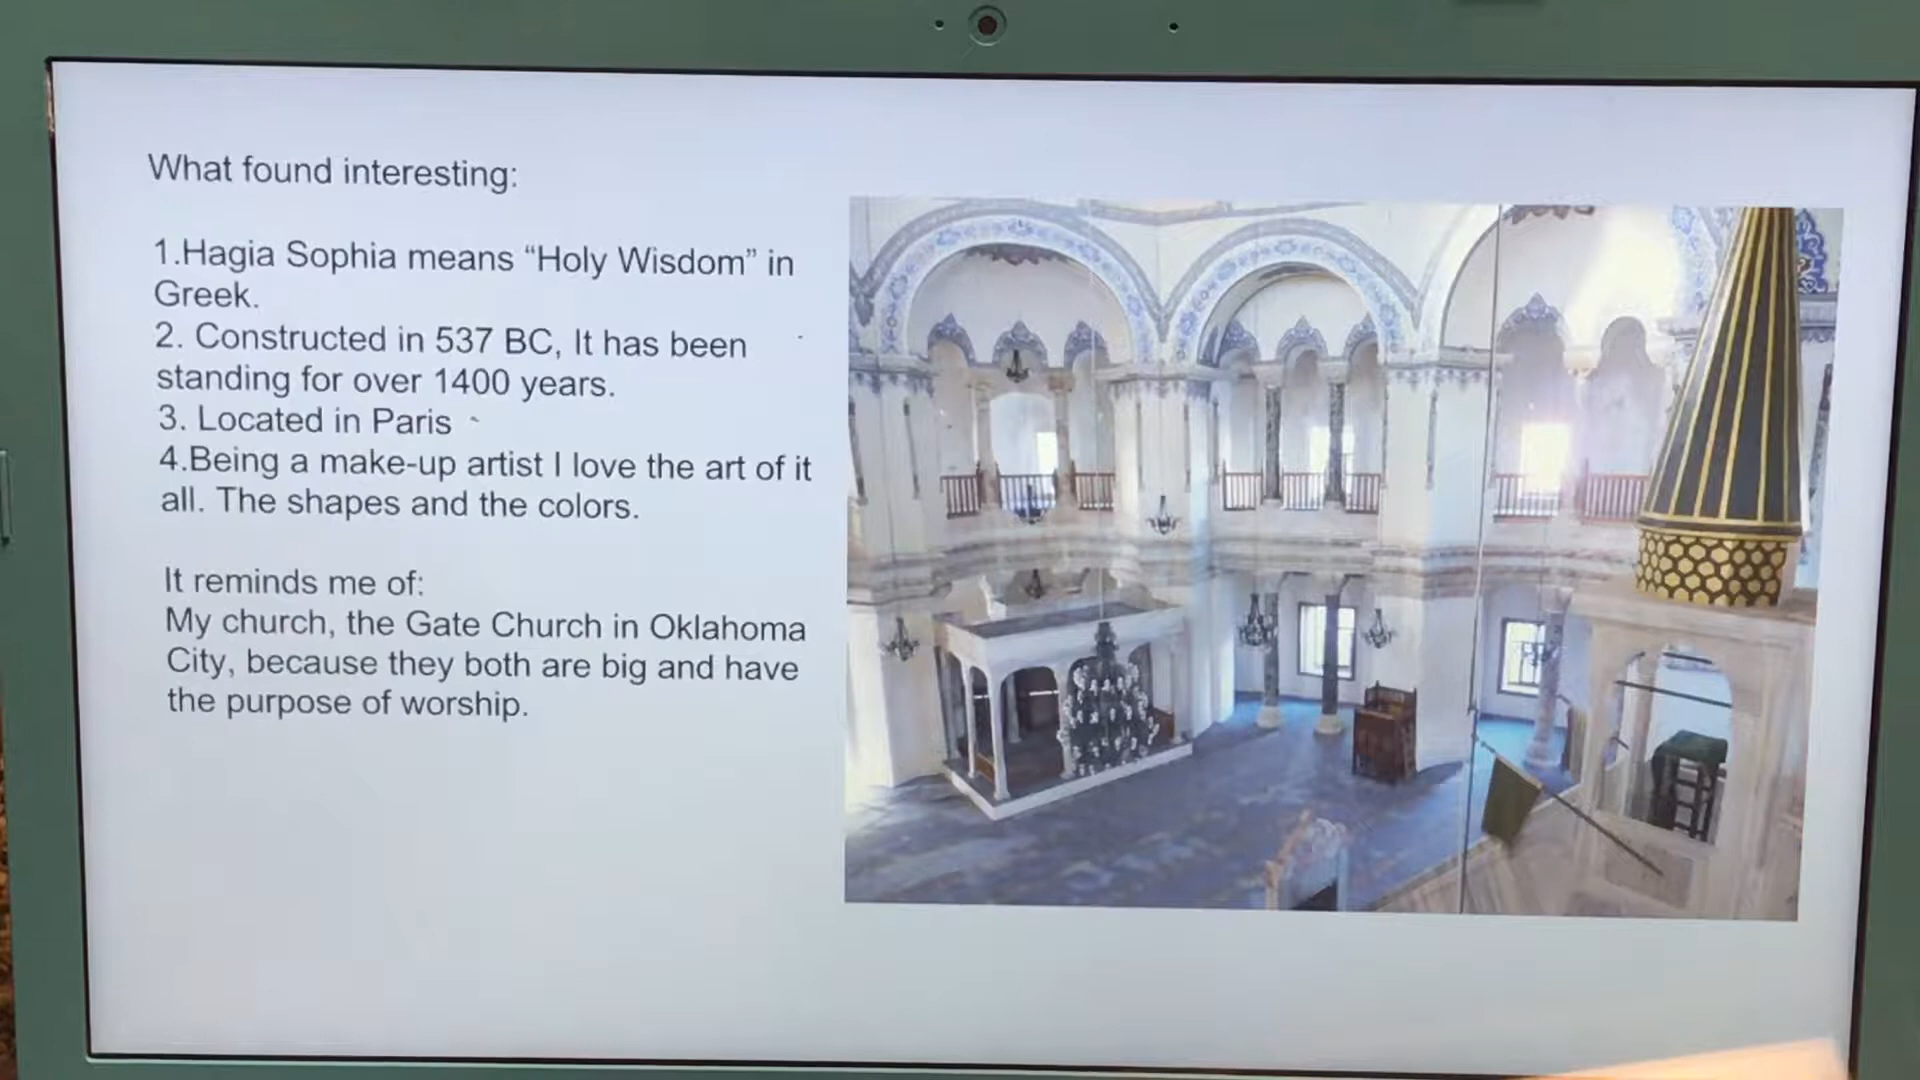 What found interesting:
1.Hagia Sophia means “Holy Wisdom” in
Greek.
2. Constructed in 537 BC, It has been
standing for over 1400 years.
3. Located in Paris
4.Being a make-up artist I love the art of it
all. The shapes and the colors.
It reminds me of:
My church, the Gate Church in Oklahoma
City, because they both are big and have
the purpose of worship.